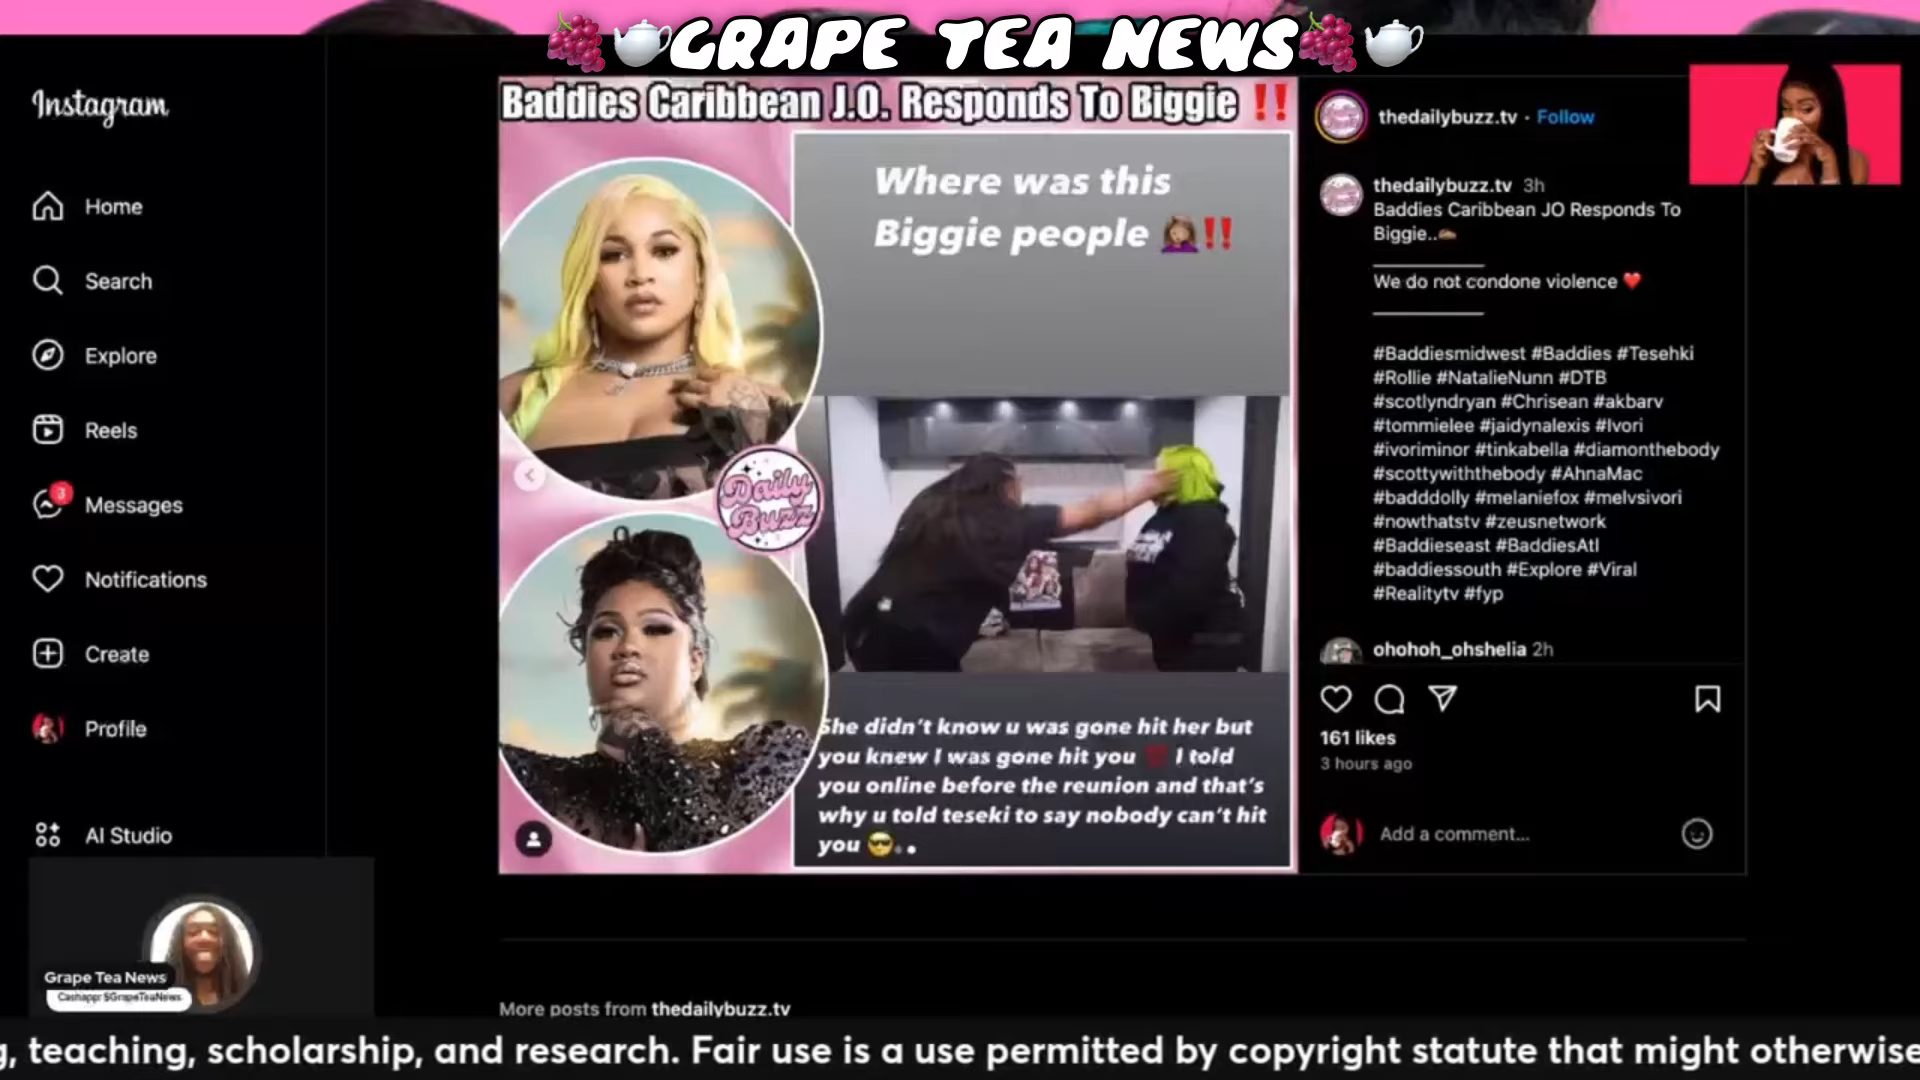 GRAPE TEA NEWS
Instagram
Home
Search
Explore
Reels
3
Messages
Notifications
Create
Profile
AI Studio
Grape Tea News
Cashapp: $GrapeTeaNews
Baddies Caribbean J.O. Responds To Biggie ‼️
Where was this
Biggie people 🤦🏽‍♀️‼️
Daily
Buzz
She didn't know u was gone hit her but
you knew I was gone hit you ‼️ I told
you online before the reunion and that's
why u told teseki to say nobody can't hit
you 😎..
thedailybuzz.tv • Follow
thedailybuzz.tv 3h
Baddies Caribbean JO Responds To
Biggie..
We do not condone violence ❤️
#Baddiesmidwest #Baddies #Tesehki
#Rollie #NatalieNunn #DTB
#scotlyndryan #Chrisean #akbarv
#tommielee #jaidynalexis #Ivori
#ivoriminor #tinkabella #diamonthebody
#scottywiththebody #AhnaMac
#badddolly #melaniefox #melvsivori
#nowthatstv #zeusnetwork
#Baddieseast #BaddiesAtl
#baddiessouth #Explore #Viral
#Realitytv #fyp
ohohoh_ohshelia 2h
161 likes
3 hours ago
Add a comment...
More posts from thedailybuzz.tv
g, teaching, scholarship, and research. Fair use is a use permitted by copyright statute that might otherwise